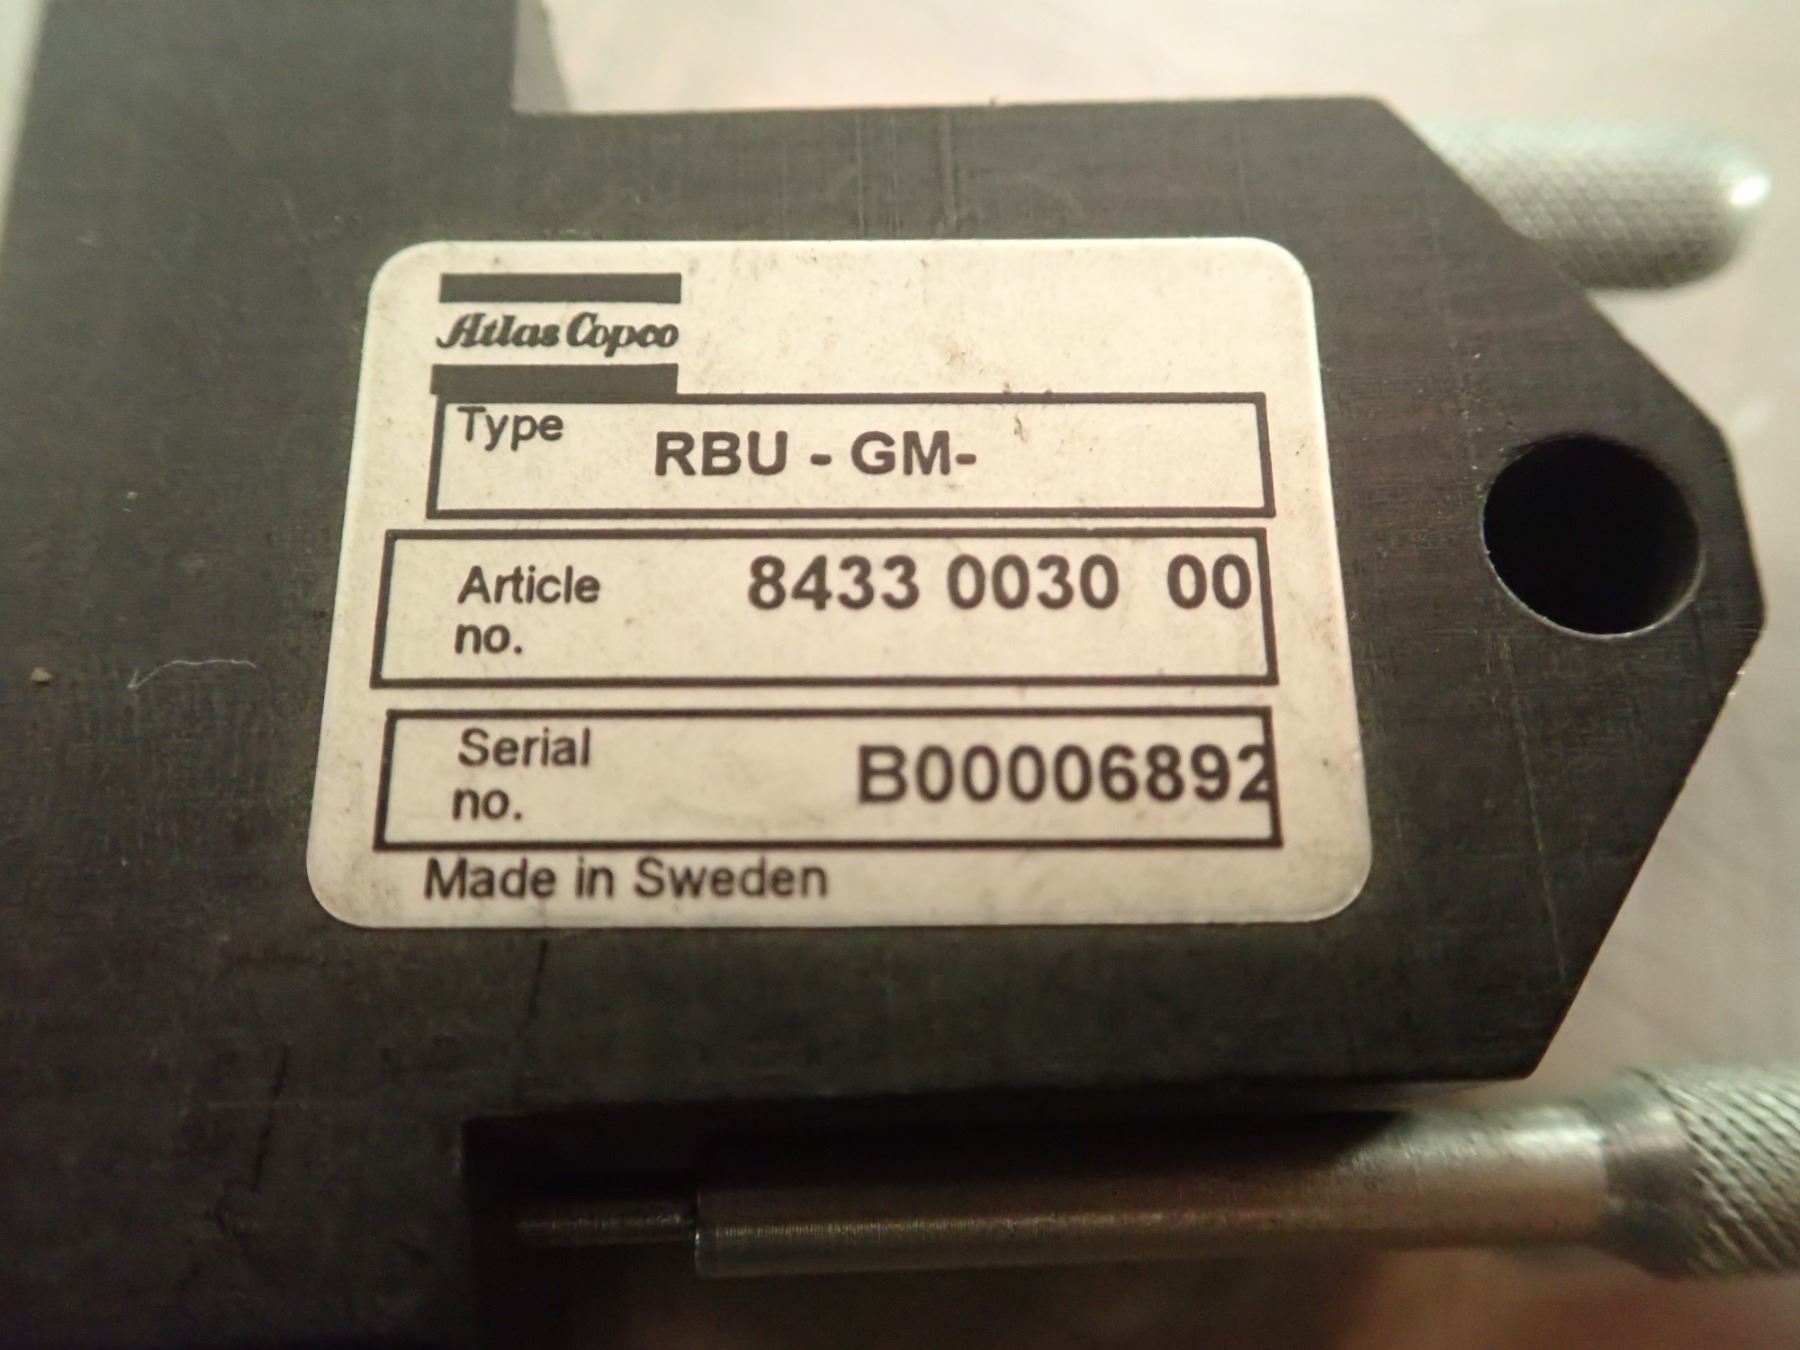 Atlas Copco
Type RBU - GM-
Article no. 8433 0030 00
Serial no. B00006892
Made in Sweden